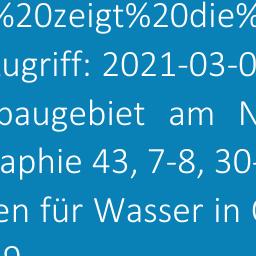 %20zeigt%20die%
ugriff: 2021-03-0
baugebiet am N
aphie 43, 7-8, 30-
en für Wasser in